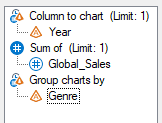 Column to chart (Limit: 1)
Year
Sum of (Limit: 1)
Global_Sales
Group charts by
Genre